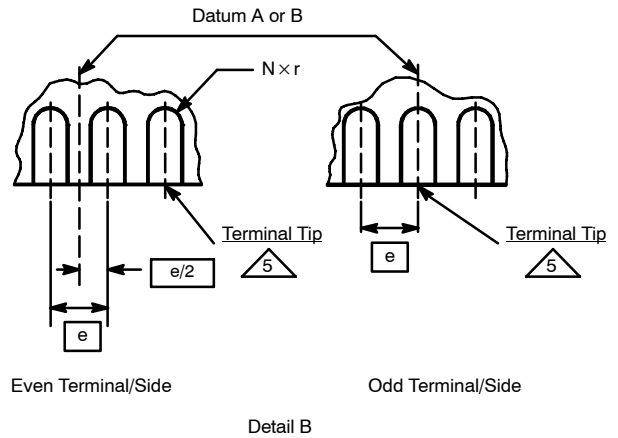 Datum A or B
N × r
Terminal Tip
5
Terminal Tip
5
e/2
e
e
Even Terminal/Side
Odd Terminal/Side
Detail B